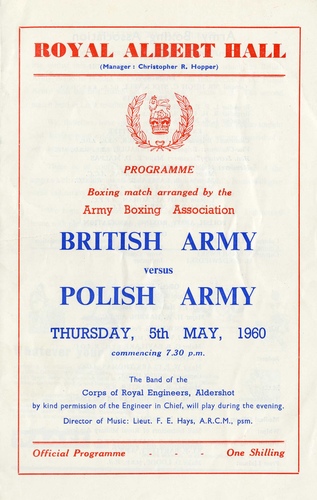 ROYAL ALBERT HALL
(Manager : Christopher R. Hopper)
PROGRAMME
Boxing match arranged by the
Army Boxing Association
BRITISH ARMY
versus
POLISH ARMY
THURSDAY, 5th MAY, 1960
commencing 7.30 p.m.
The Band of the
Corps of Royal Engineers, Aldershot
by kind permission of the Engineer in Chief, will play during the evening.
Director of Music: Lieut. F. E. Hays, A.R.C.M., psm.
Official Programme - - - One Shilling